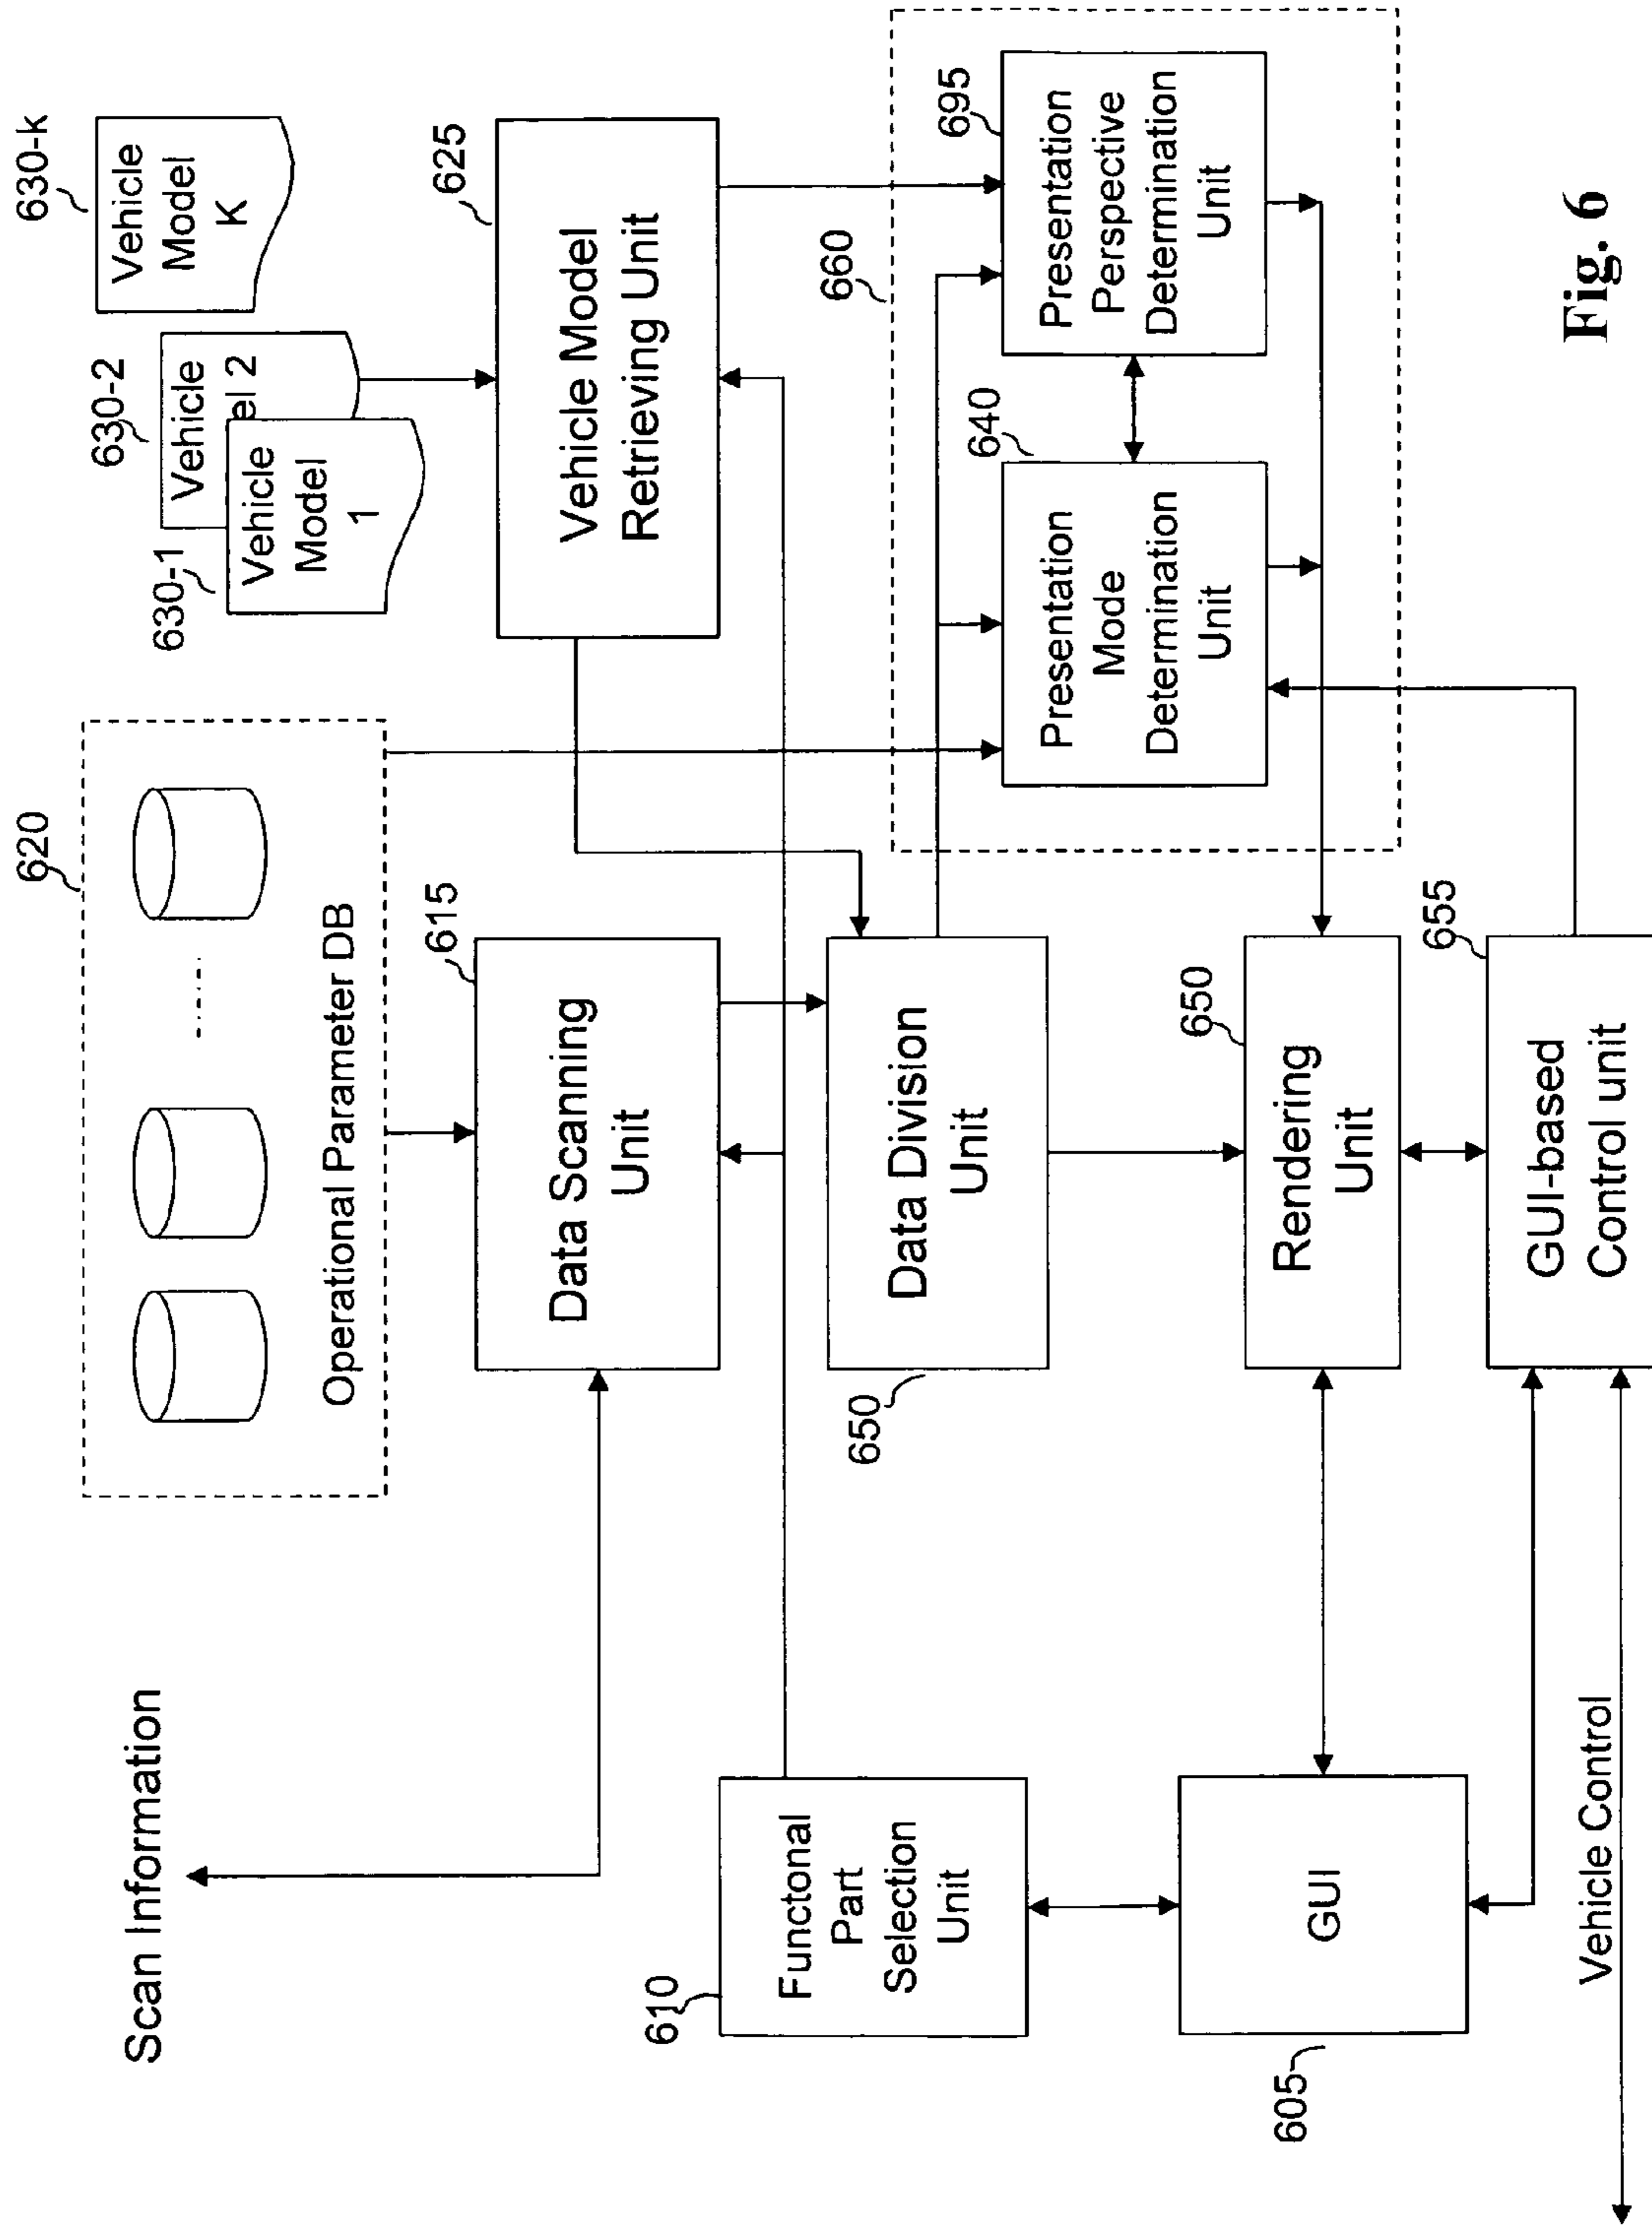 Scan Information
620
Operational Parameter DB
630-1
Vehicle
Model
1
630-2
Vehicle
el 2
630-k
Vehicle
Model
K
615
Data Scanning
Unit
625
Vehicle Model
Retrieving Unit
610
Functonal
Part
Selection
Unit
650
Data Division
Unit
660
640
Presentation
Mode
Determination
Unit
695
Presentation
Perspective
Determination
Unit
605
GUI
650
Rendering
Unit
655
GUI-based
Control unit
Vehicle Control
Fig. 6